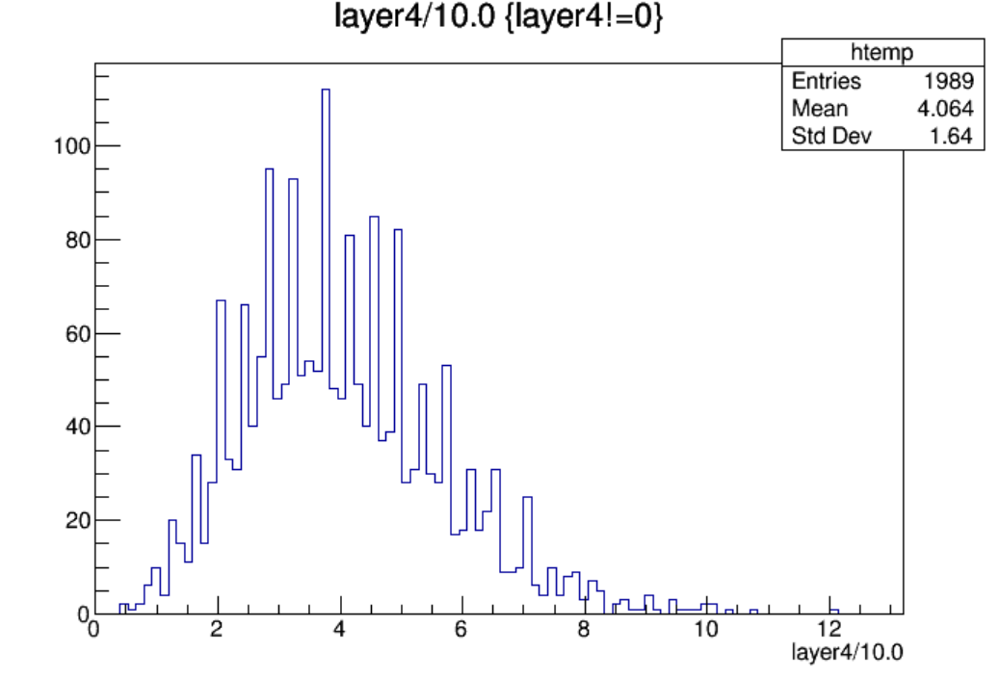 layer4/10.0 {layer4!=0}
htemp
Entries 1989
Mean 4.064
Std Dev 1.64
100
80
60
40
20
0
0 2 4 6 8 10 12
layer4/10.0